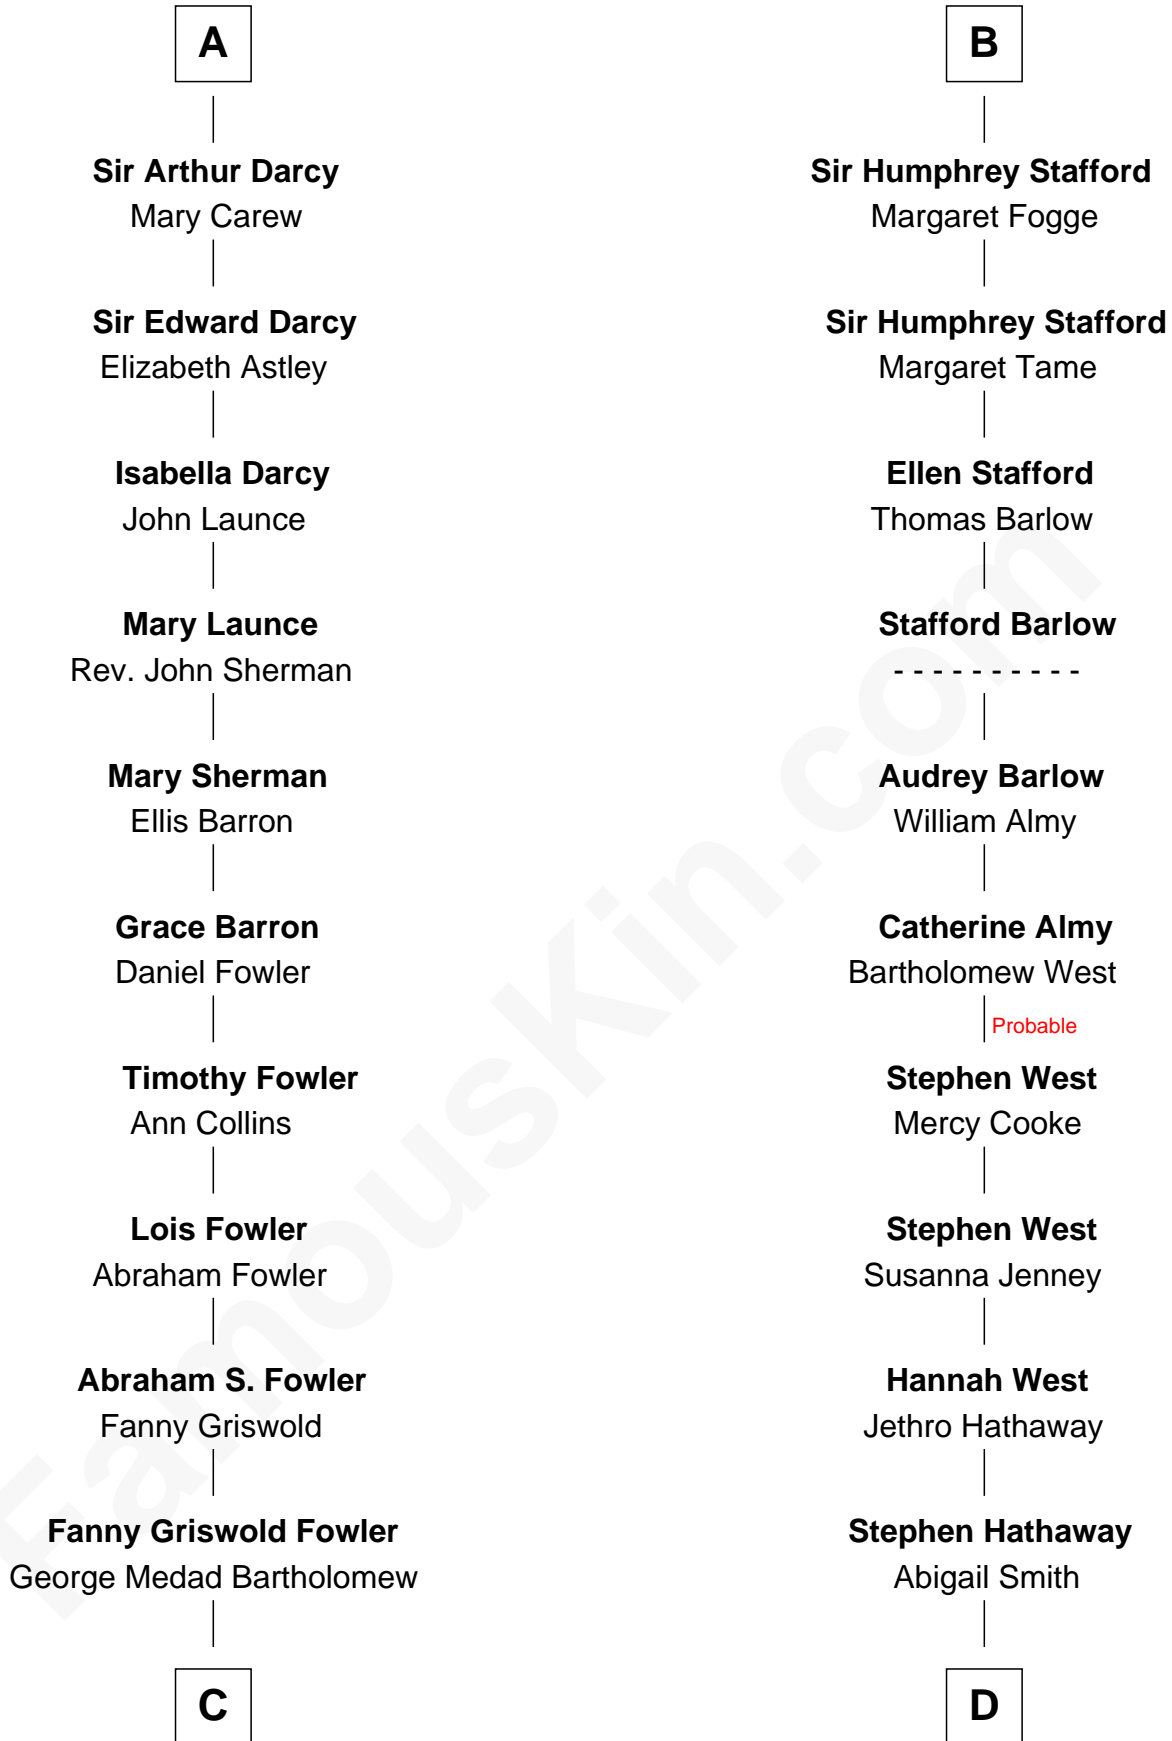 A
Sir Arthur Darcy
Mary Carew
Sir Edward Darcy
Elizabeth Astley
Isabella Darcy
John Launce
Mary Launce
Rev. John Sherman
Mary Sherman
Ellis Barron
Grace Barron
Daniel Fowler
Timothy Fowler
Ann Collins
Lois Fowler
Abraham Fowler
Abraham S. Fowler
Fanny Griswold
Fanny Griswold Fowler
George Medad Bartholomew
C
B
Sir Humphrey Stafford
Margaret Fogge
Sir Humphrey Stafford
Margaret Tame
Ellen Stafford
Thomas Barlow
Stafford Barlow
- - - - - - - - - -
Audrey Barlow
William Almy
Catherine Almy
Bartholomew West
Probable
Stephen West
Mercy Cooke
Stephen West
Susanna Jenney
Hannah West
Jethro Hathaway
Stephen Hathaway
Abigail Smith
D
FamousKin.com